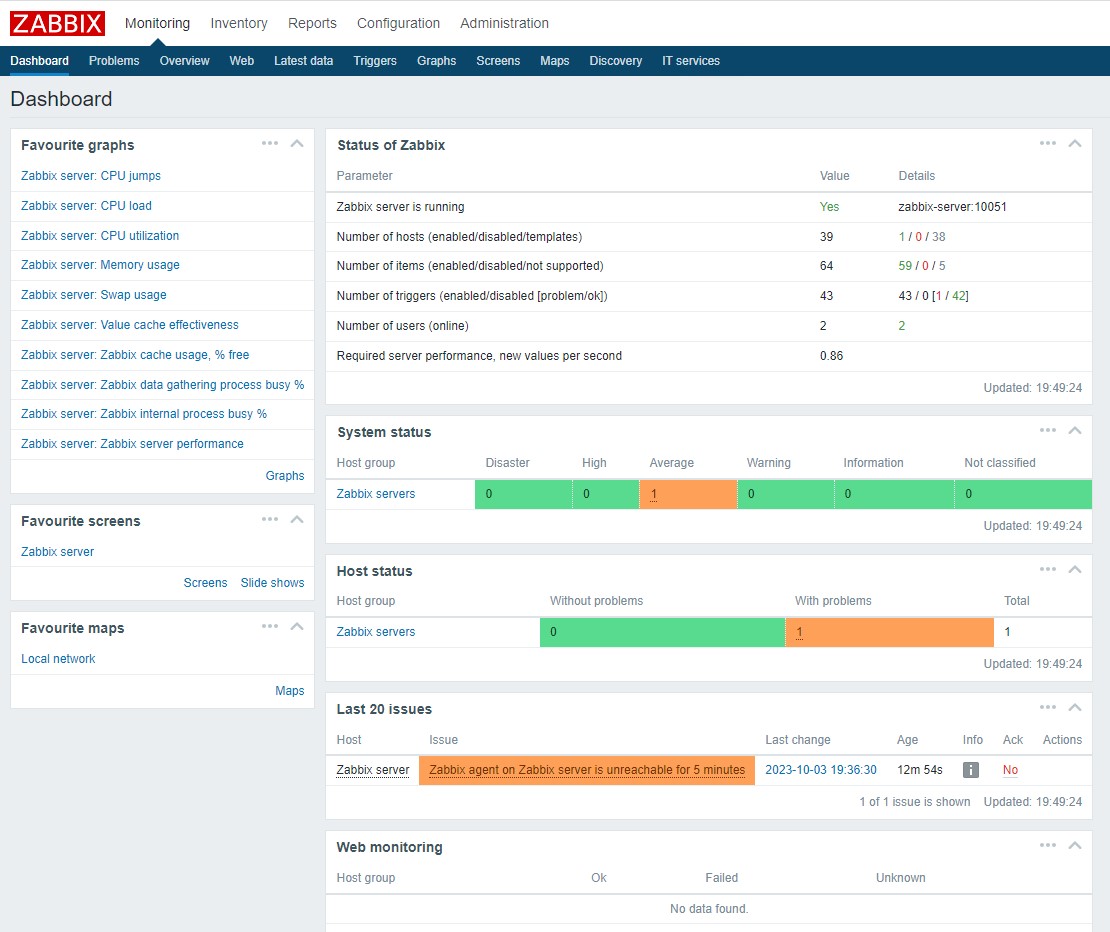 ZABBIX Monitoring Inventory Reports Configuration Administration
Dashboard Problems Overview Web Latest data Triggers Graphs Screens Maps Discovery IT services
Dashboard
Favourite graphs
Zabbix server: CPU jumps
Zabbix server: CPU load
Zabbix server: CPU utilization
Zabbix server: Memory usage
Zabbix server: Swap usage
Zabbix server: Value cache effectiveness
Zabbix server: Zabbix cache usage, % free
Zabbix server: Zabbix data gathering process busy %
Zabbix server: Zabbix internal process busy %
Zabbix server: Zabbix server performance
Graphs
Favourite screens
Zabbix server
Screens Slide shows
Favourite maps
Local network
Maps
Status of Zabbix
Parameter Value Details
Zabbix server is running Yes zabbix-server:10051
Number of hosts (enabled/disabled/templates) 39 1 / 0 / 38
Number of items (enabled/disabled/not supported) 64 59 / 0 / 5
Number of triggers (enabled/disabled [problem/ok]) 43 43 / 0 [1 / 42]
Number of users (online) 2 2
Required server performance, new values per second 0.86
Updated: 19:49:24
System status
Host group Disaster High Average Warning Information Not classified
Zabbix servers 0 0 1 0 0 0
Updated: 19:49:24
Host status
Host group Without problems With problems Total
Zabbix servers 0 1 1
Updated: 19:49:24
Last 20 issues
Host Issue Last change Age Info Ack Actions
Zabbix server Zabbix agent on Zabbix server is unreachable for 5 minutes 2023-10-03 19:36:30 12m 54s i No
1 of 1 issue is shown Updated: 19:49:24
Web monitoring
Host group Ok Failed Unknown
No data found.